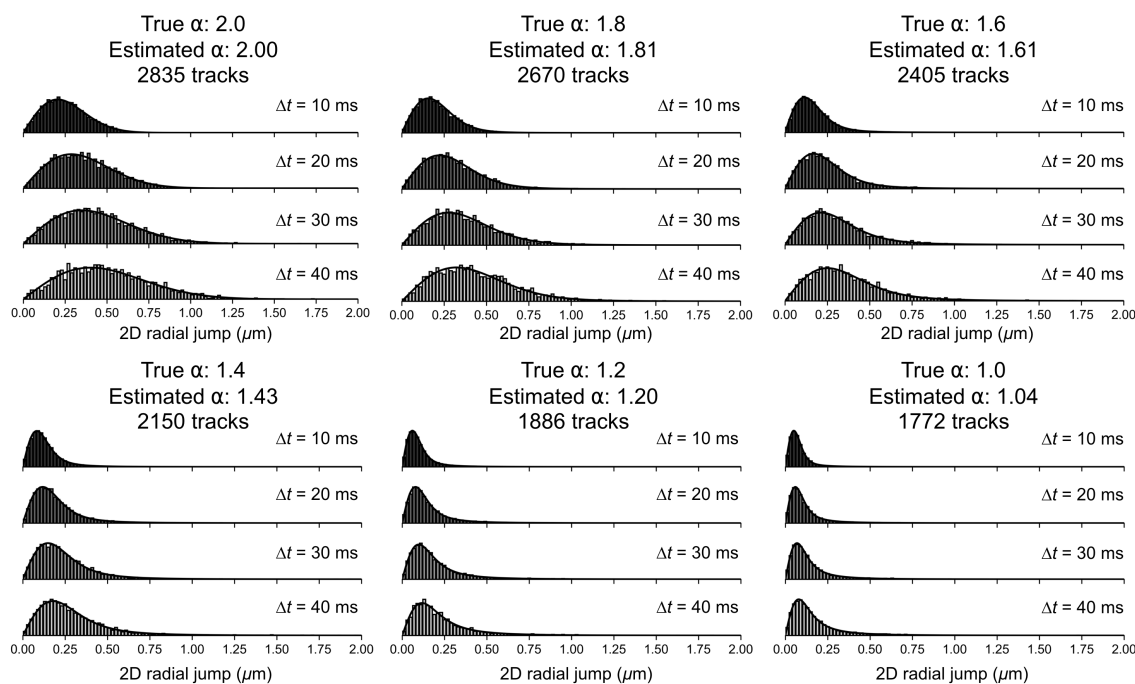 True α: 2.0
Estimated α: 2.00
2835 tracks
Δt = 10 ms
Δt = 20 ms
Δt = 30 ms
Δt = 40 ms
0.00 0.25 0.50 0.75 1.00 1.25 1.50 1.75 2.00
2D radial jump (µm)
True α: 1.8
Estimated α: 1.81
2670 tracks
Δt = 10 ms
Δt = 20 ms
Δt = 30 ms
Δt = 40 ms
0.00 0.25 0.50 0.75 1.00 1.25 1.50 1.75 2.00
2D radial jump (µm)
True α: 1.6
Estimated α: 1.61
2405 tracks
Δt = 10 ms
Δt = 20 ms
Δt = 30 ms
Δt = 40 ms
0.00 0.25 0.50 0.75 1.00 1.25 1.50 1.75 2.00
2D radial jump (µm)
True α: 1.4
Estimated α: 1.43
2150 tracks
Δt = 10 ms
Δt = 20 ms
Δt = 30 ms
Δt = 40 ms
0.00 0.25 0.50 0.75 1.00 1.25 1.50 1.75 2.00
2D radial jump (µm)
True α: 1.2
Estimated α: 1.20
1886 tracks
Δt = 10 ms
Δt = 20 ms
Δt = 30 ms
Δt = 40 ms
0.00 0.25 0.50 0.75 1.00 1.25 1.50 1.75 2.00
2D radial jump (µm)
True α: 1.0
Estimated α: 1.04
1772 tracks
Δt = 10 ms
Δt = 20 ms
Δt = 30 ms
Δt = 40 ms
0.00 0.25 0.50 0.75 1.00 1.25 1.50 1.75 2.00
2D radial jump (µm)